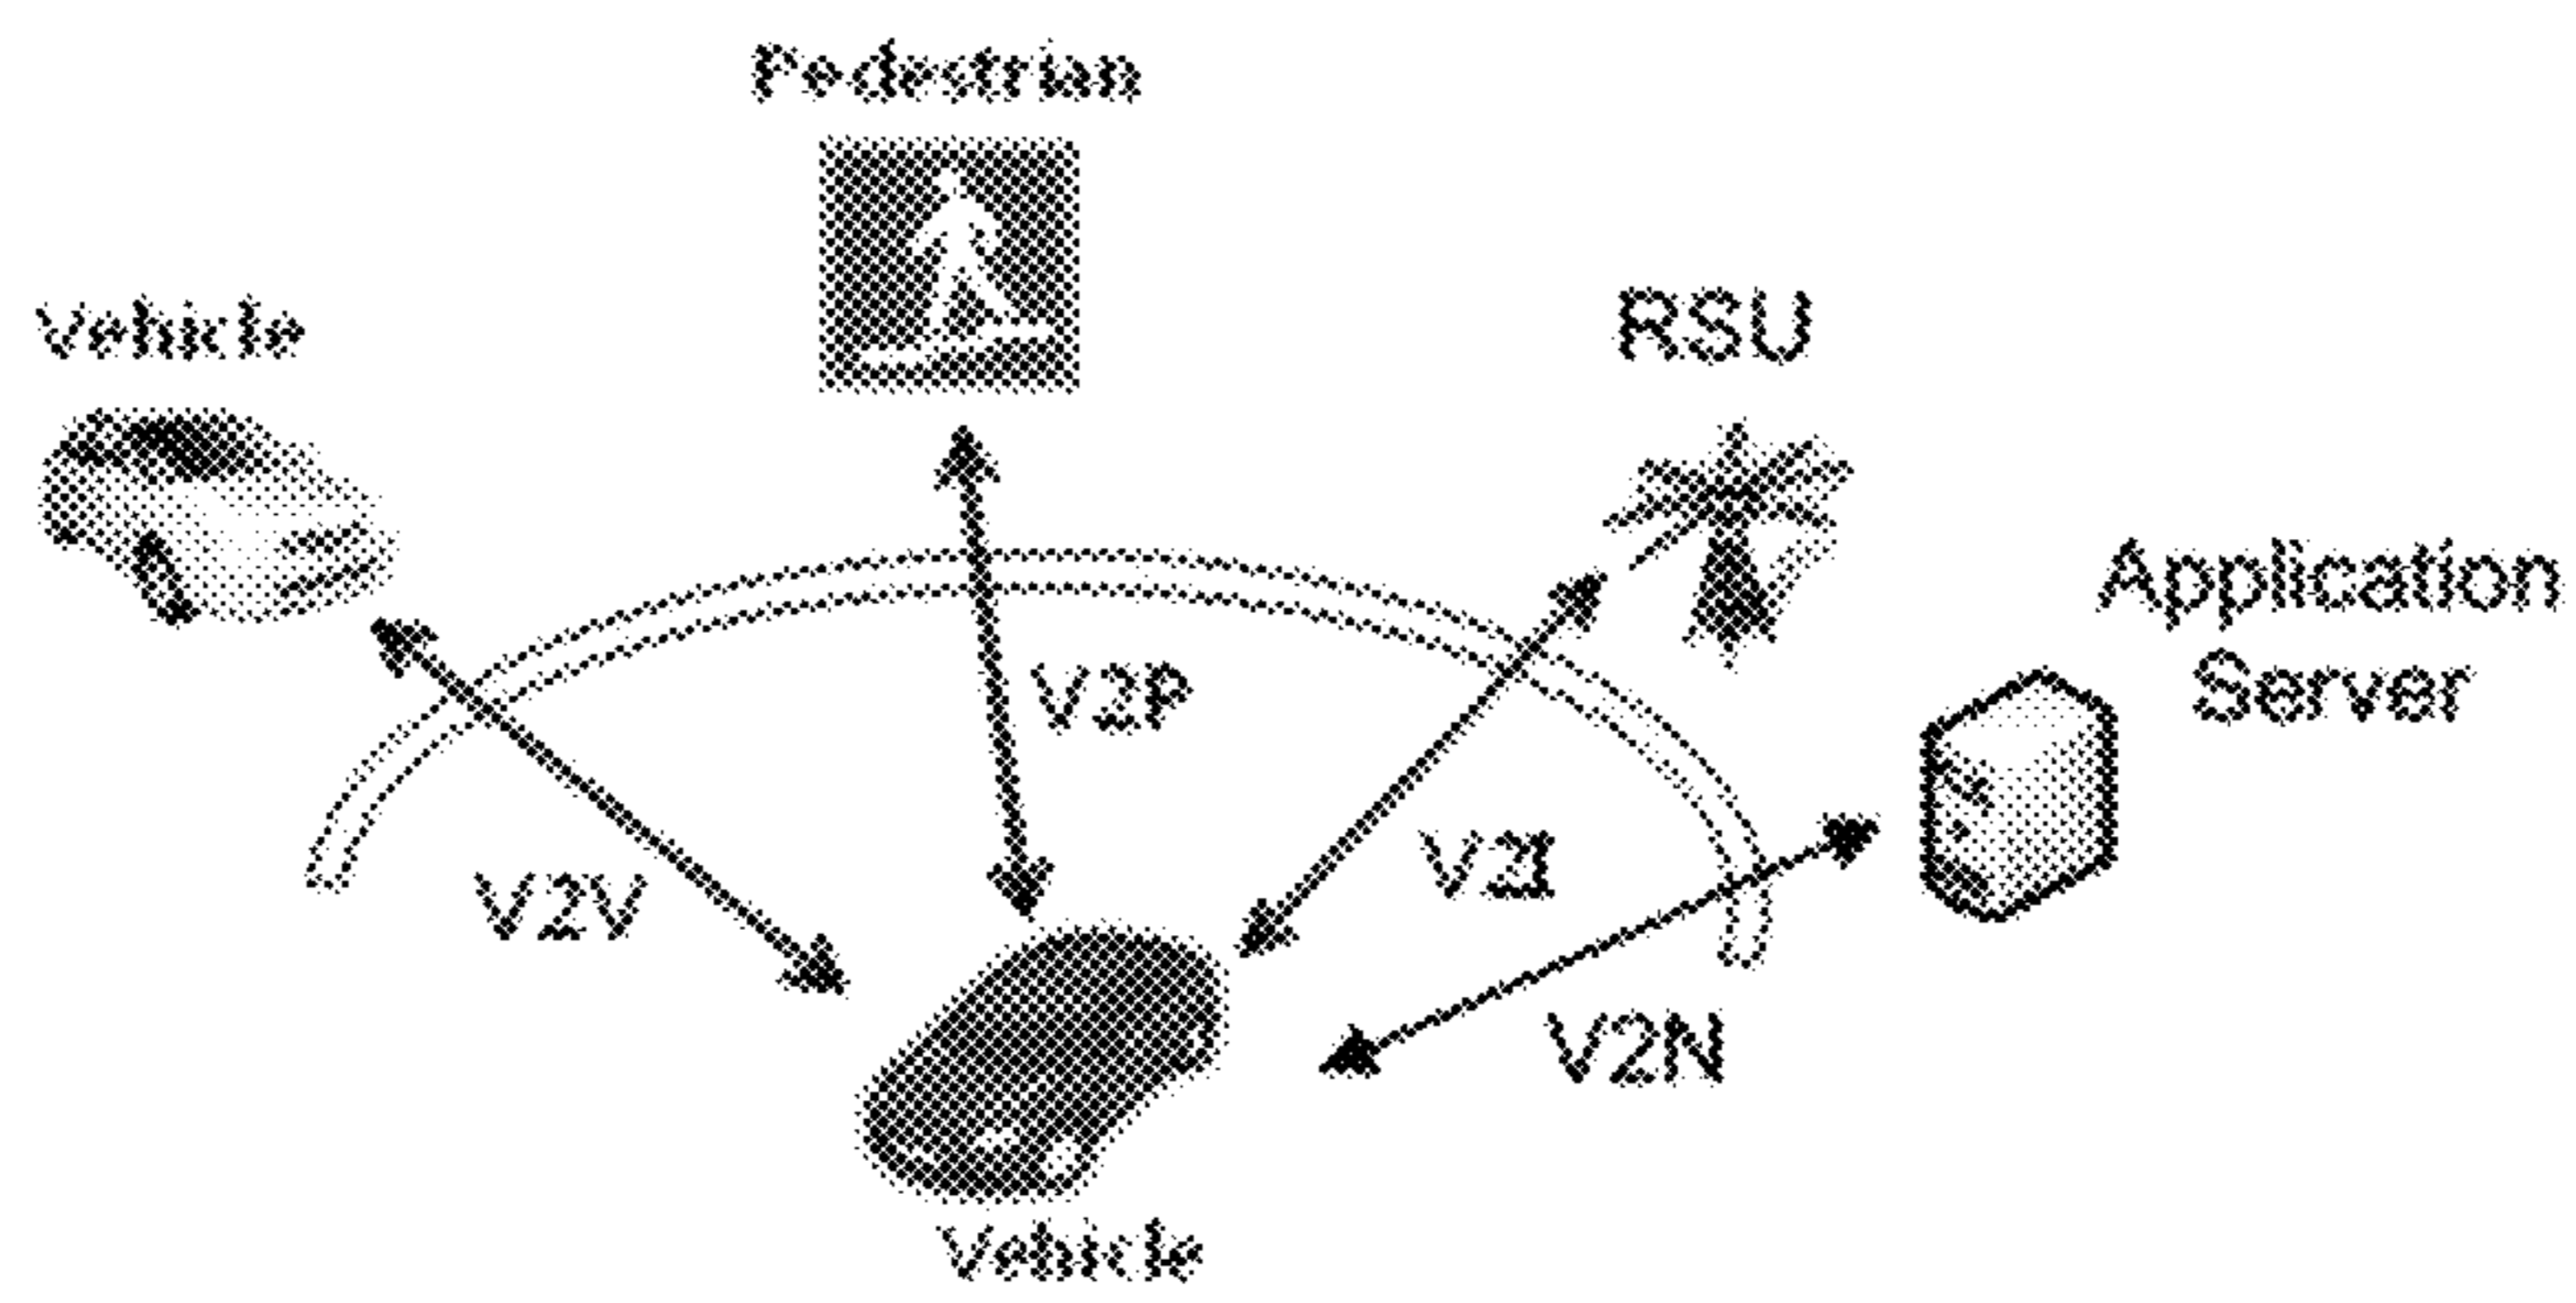 Pedestrian
Vehicle
RSU
Application
Server
V2P
V2I
V2V
V2N
Vehicle